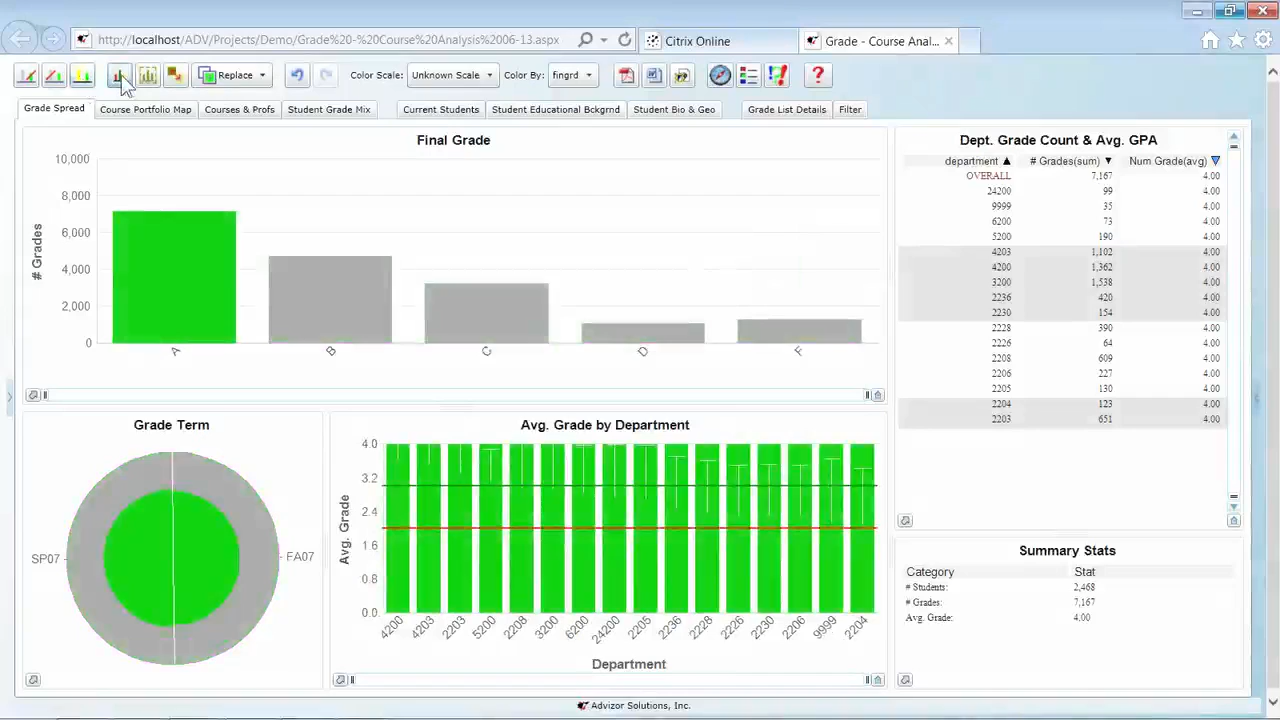 http://localhost/ADV/Projects/Demo/Grade%20-%20Course%20Analysis%2006-13.aspx
Citrix Online
Grade - Course Anal...
Replace
Color Scale: Unknown Scale
Color By: fingrd
Grade Spread
Course Portfolio Map
Courses & Profs
Student Grade Mix
Current Students
Student Educational Bckgrnd
Student Bio & Geo
Grade List Details
Filter
Final Grade
# Grades
10,000
8,000
6,000
4,000
2,000
0
A B C D F
Dept. Grade Count & Avg. GPA
department # Grades(sum) Num Grade(avg)
OVERALL 7,167 4.00
24200 99 4.00
9999 35 4.00
6200 73 4.00
5200 190 4.00
4203 1,102 4.00
4200 1,362 4.00
3200 1,538 4.00
2236 420 4.00
2230 154 4.00
2228 390 4.00
2226 64 4.00
2208 609 4.00
2206 227 4.00
2205 130 4.00
2204 123 4.00
2203 651 4.00
Grade Term
SP07
FA07
Avg. Grade by Department
Avg. Grade
4.0
3.2
2.4
1.6
0.8
0.0
4200 4203 2203 5200 2208 3200 6200 24200 2205 2236 2228 2226 2230 2206 9999 2204
Department
Summary Stats
Category Stat
# Students: 2,468
# Grades: 7,167
Avg. Grade: 4.00
Advizor Solutions, Inc.